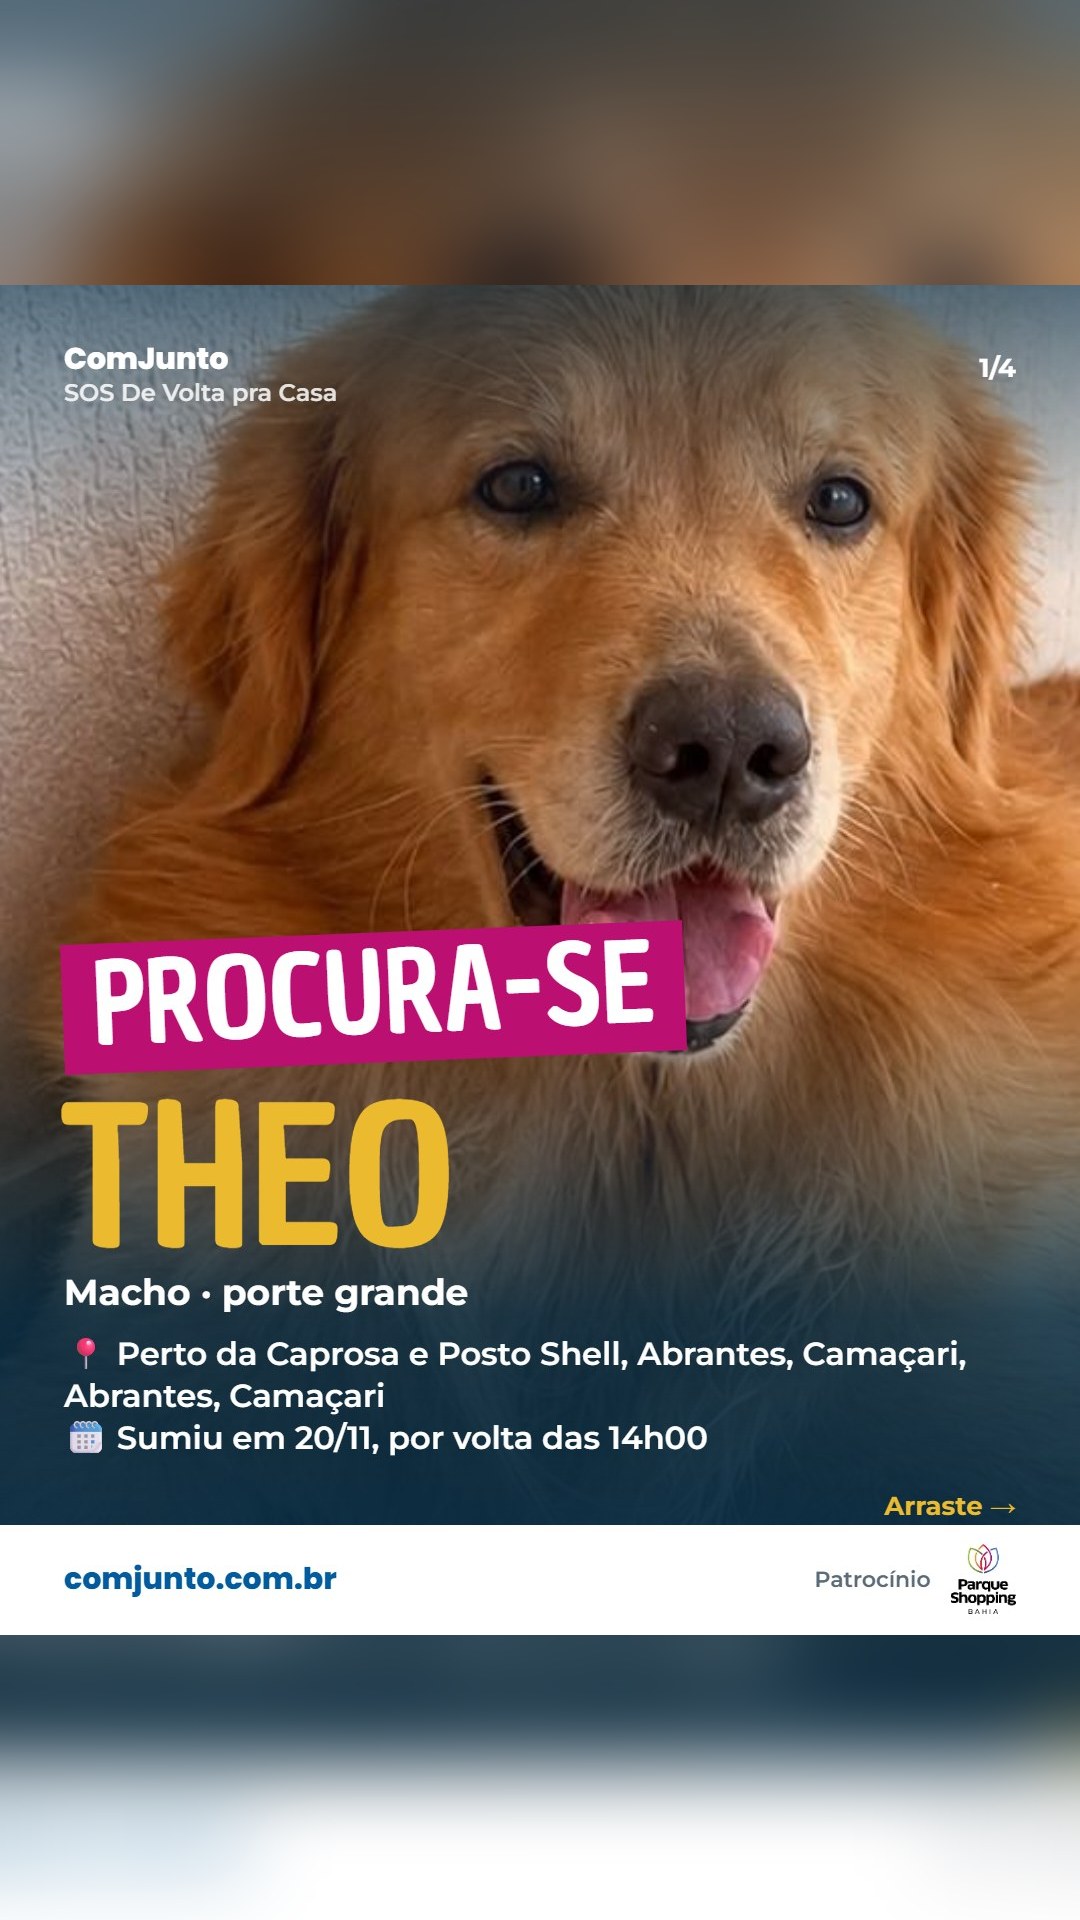 ComJunto
SOS De Volta pra Casa
1/4
PROCURA-SE
THEO
Macho · porte grande
📍 Perto da Caprosa e Posto Shell, Abrantes, Camaçari,
Abrantes, Camaçari
🗓️ Sumiu em 20/11, por volta das 14h00
Arraste →
comjunto.com.br
Patrocínio
Parque
Shopping
BAHIA